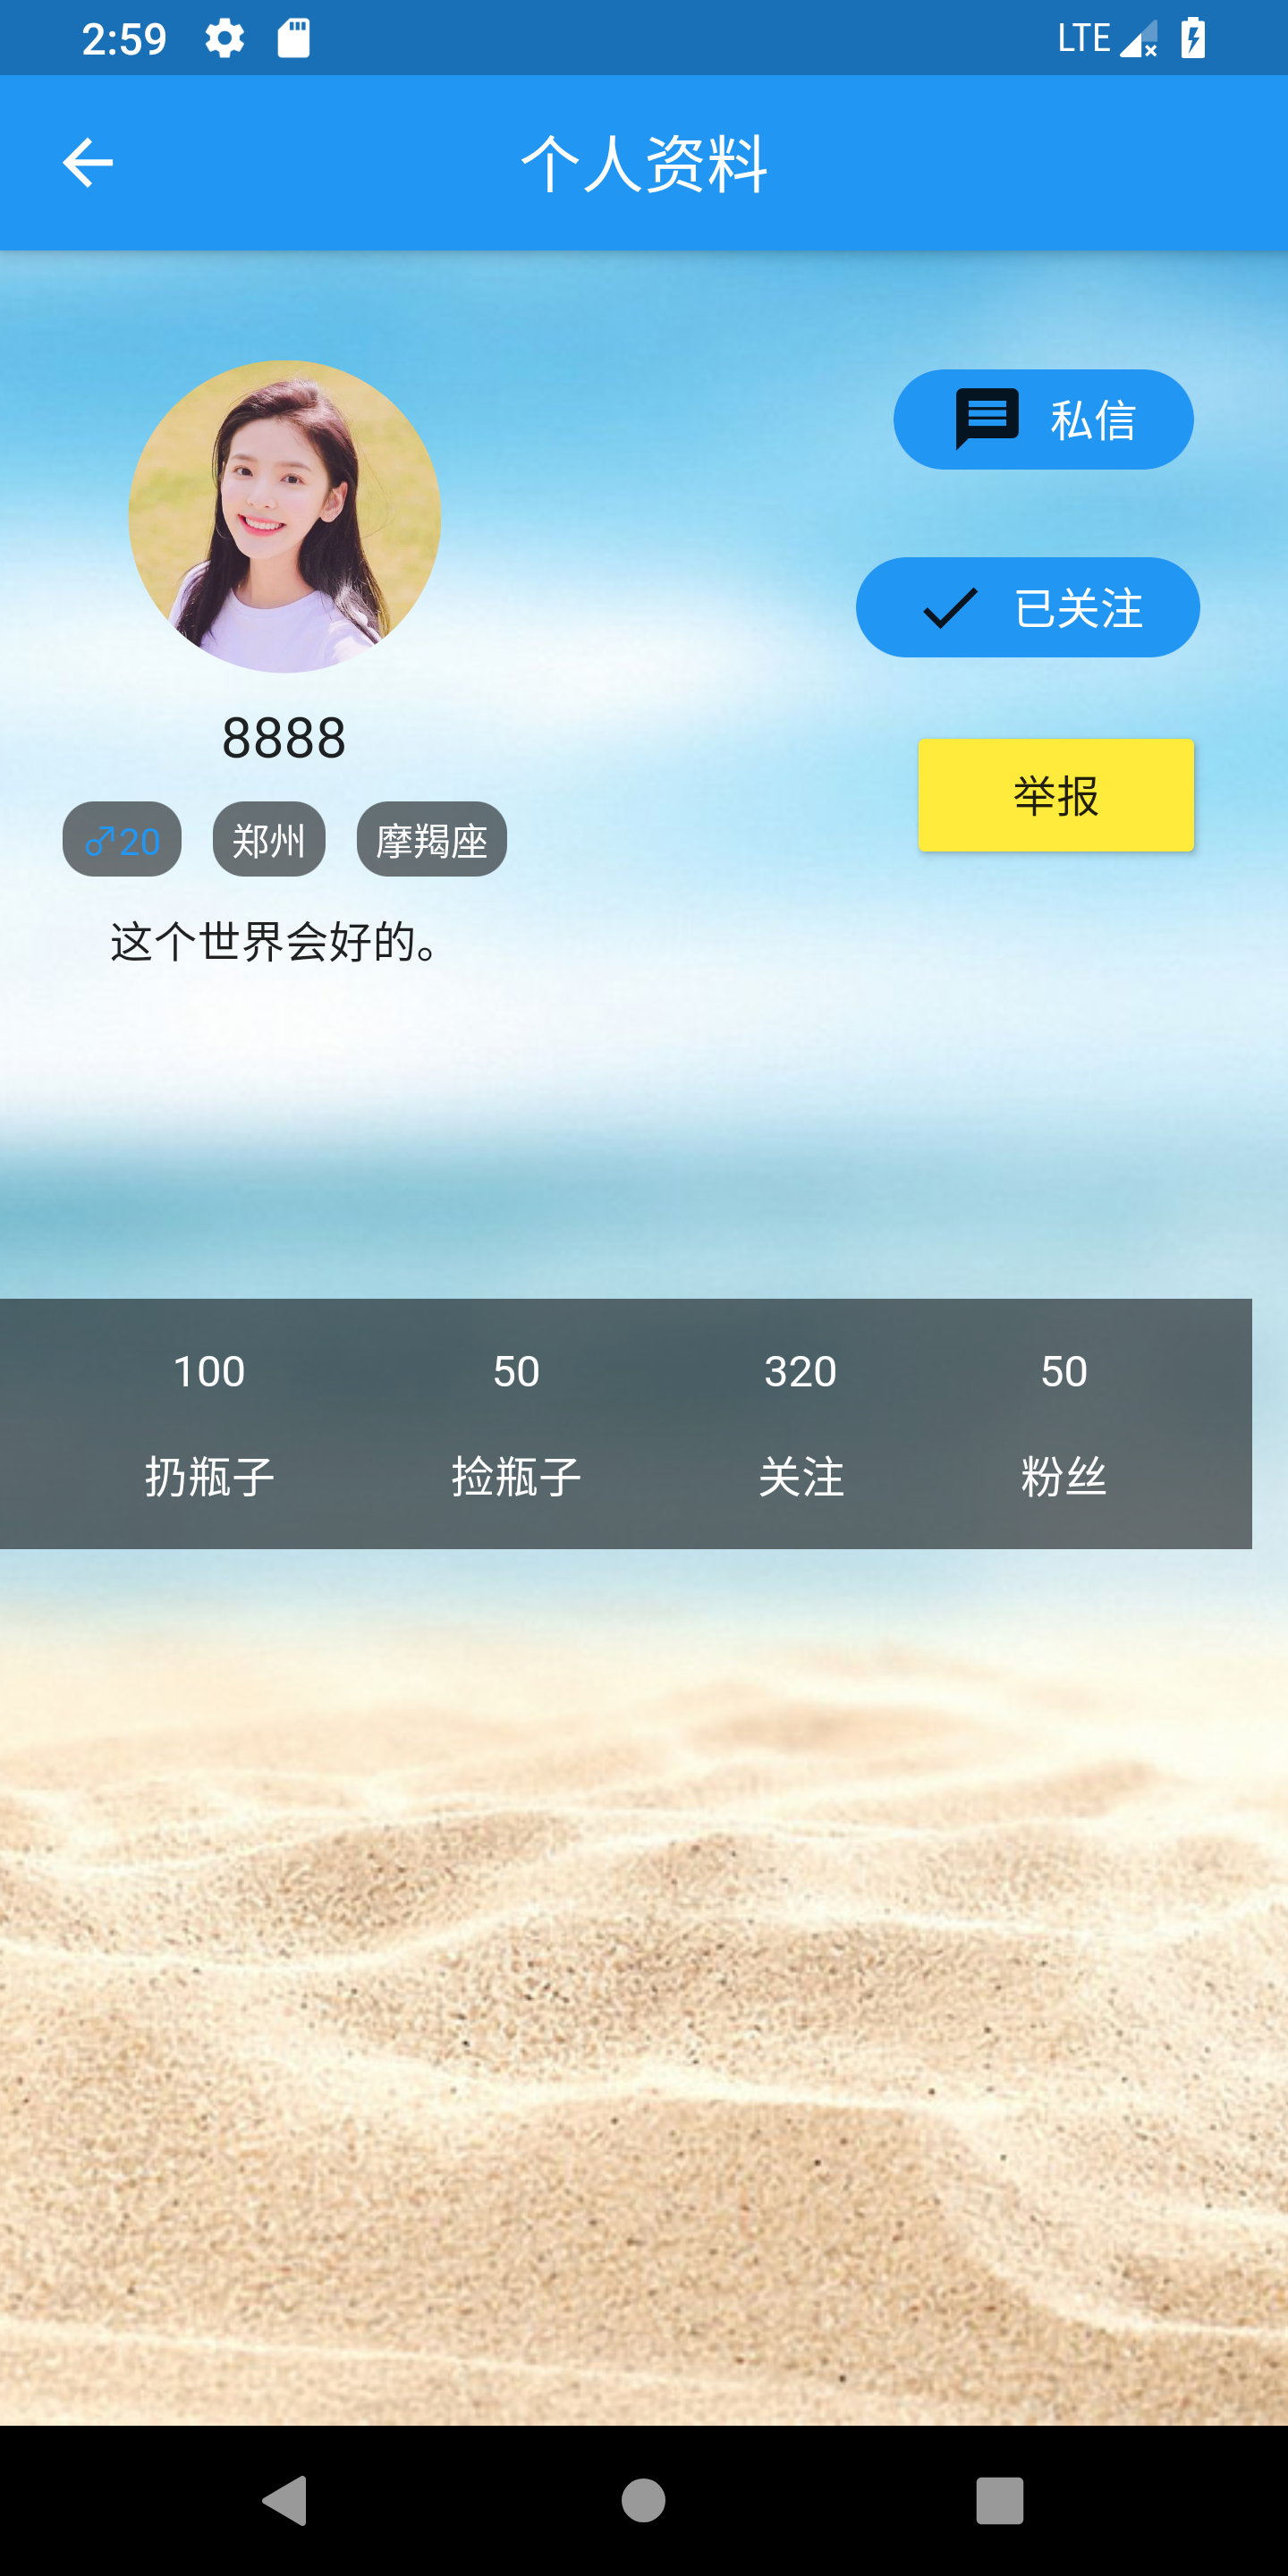 2:59 LTE
个人资料
私信
已关注
8888
举报
♂20 郑州 摩羯座
这个世界会好的。
100 50 320 50
扔瓶子 捡瓶子 关注 粉丝